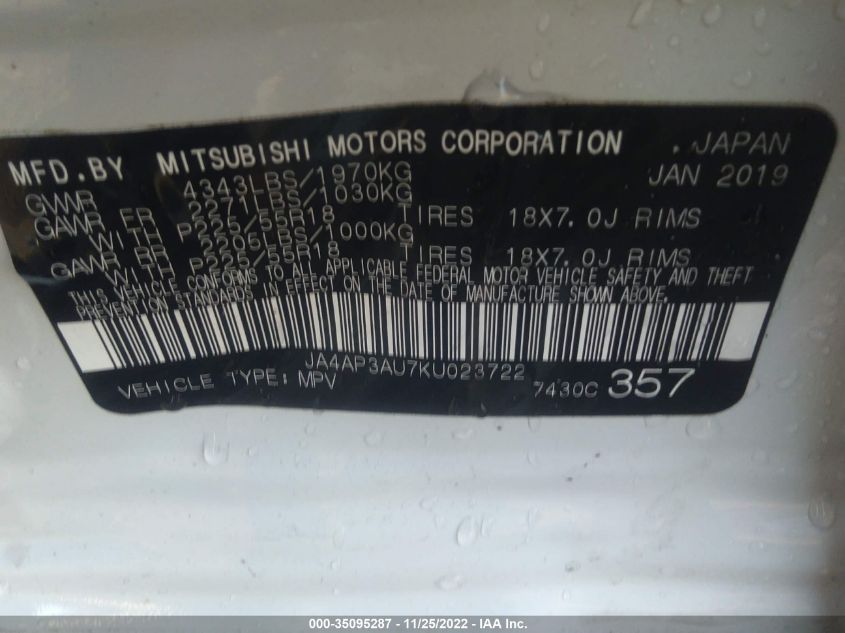 MFD.BY MITSUBISHI MOTORS CORPORATION . JAPAN
GVWR 4343LBS/1970KG JAN 2019
GAWR FR 2271LBS/1030KG
WITH P225/55R18 TIRES 18X7.0J RIMS
GAWR RR 2205LBS/1000KG
WITH P225/55R18 TIRES 18X7.0J RIMS
THIS VEHICLE CONFORMS TO ALL APPLICABLE FEDERAL MOTOR VEHICLE SAFETY AND THEFT
PREVENTION STANDARDS IN EFFECT ON THE DATE OF MANUFACTURE SHOWN ABOVE.
JA4AP3AU7KU023722
VEHICLE TYPE: MPV 7430C 357
000-35095287 - 11/25/2022 - IAA Inc.